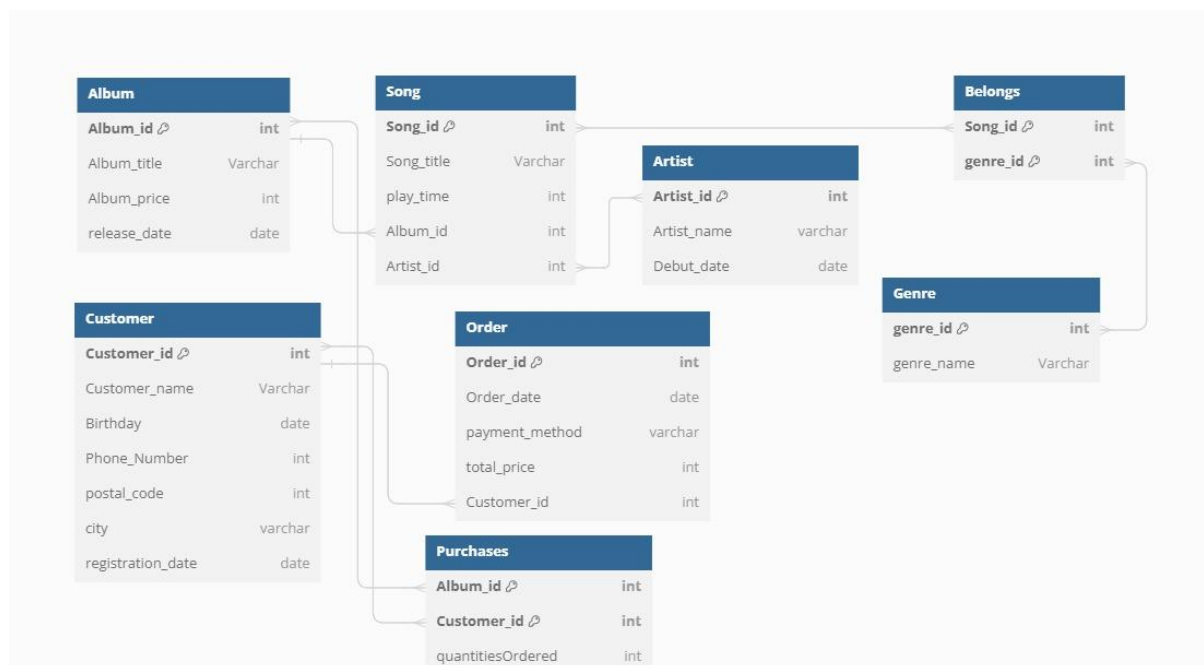 Album
Album_id int
Album_title Varchar
Album_price int
release_date date
Song
Song_id int
Song_title Varchar
play_time int
Album_id int
Artist_id int
Artist
Artist_id int
Artist_name varchar
Debut_date date
Belongs
Song_id int
genre_id int
Genre
genre_id int
genre_name Varchar
Customer
Customer_id int
Customer_name Varchar
Birthday date
Phone_Number int
postal_code int
city varchar
registration_date date
Order
Order_id int
Order_date date
payment_method varchar
total_price int
Customer_id int
Purchases
Album_id int
Customer_id int
quantitiesOrdered int